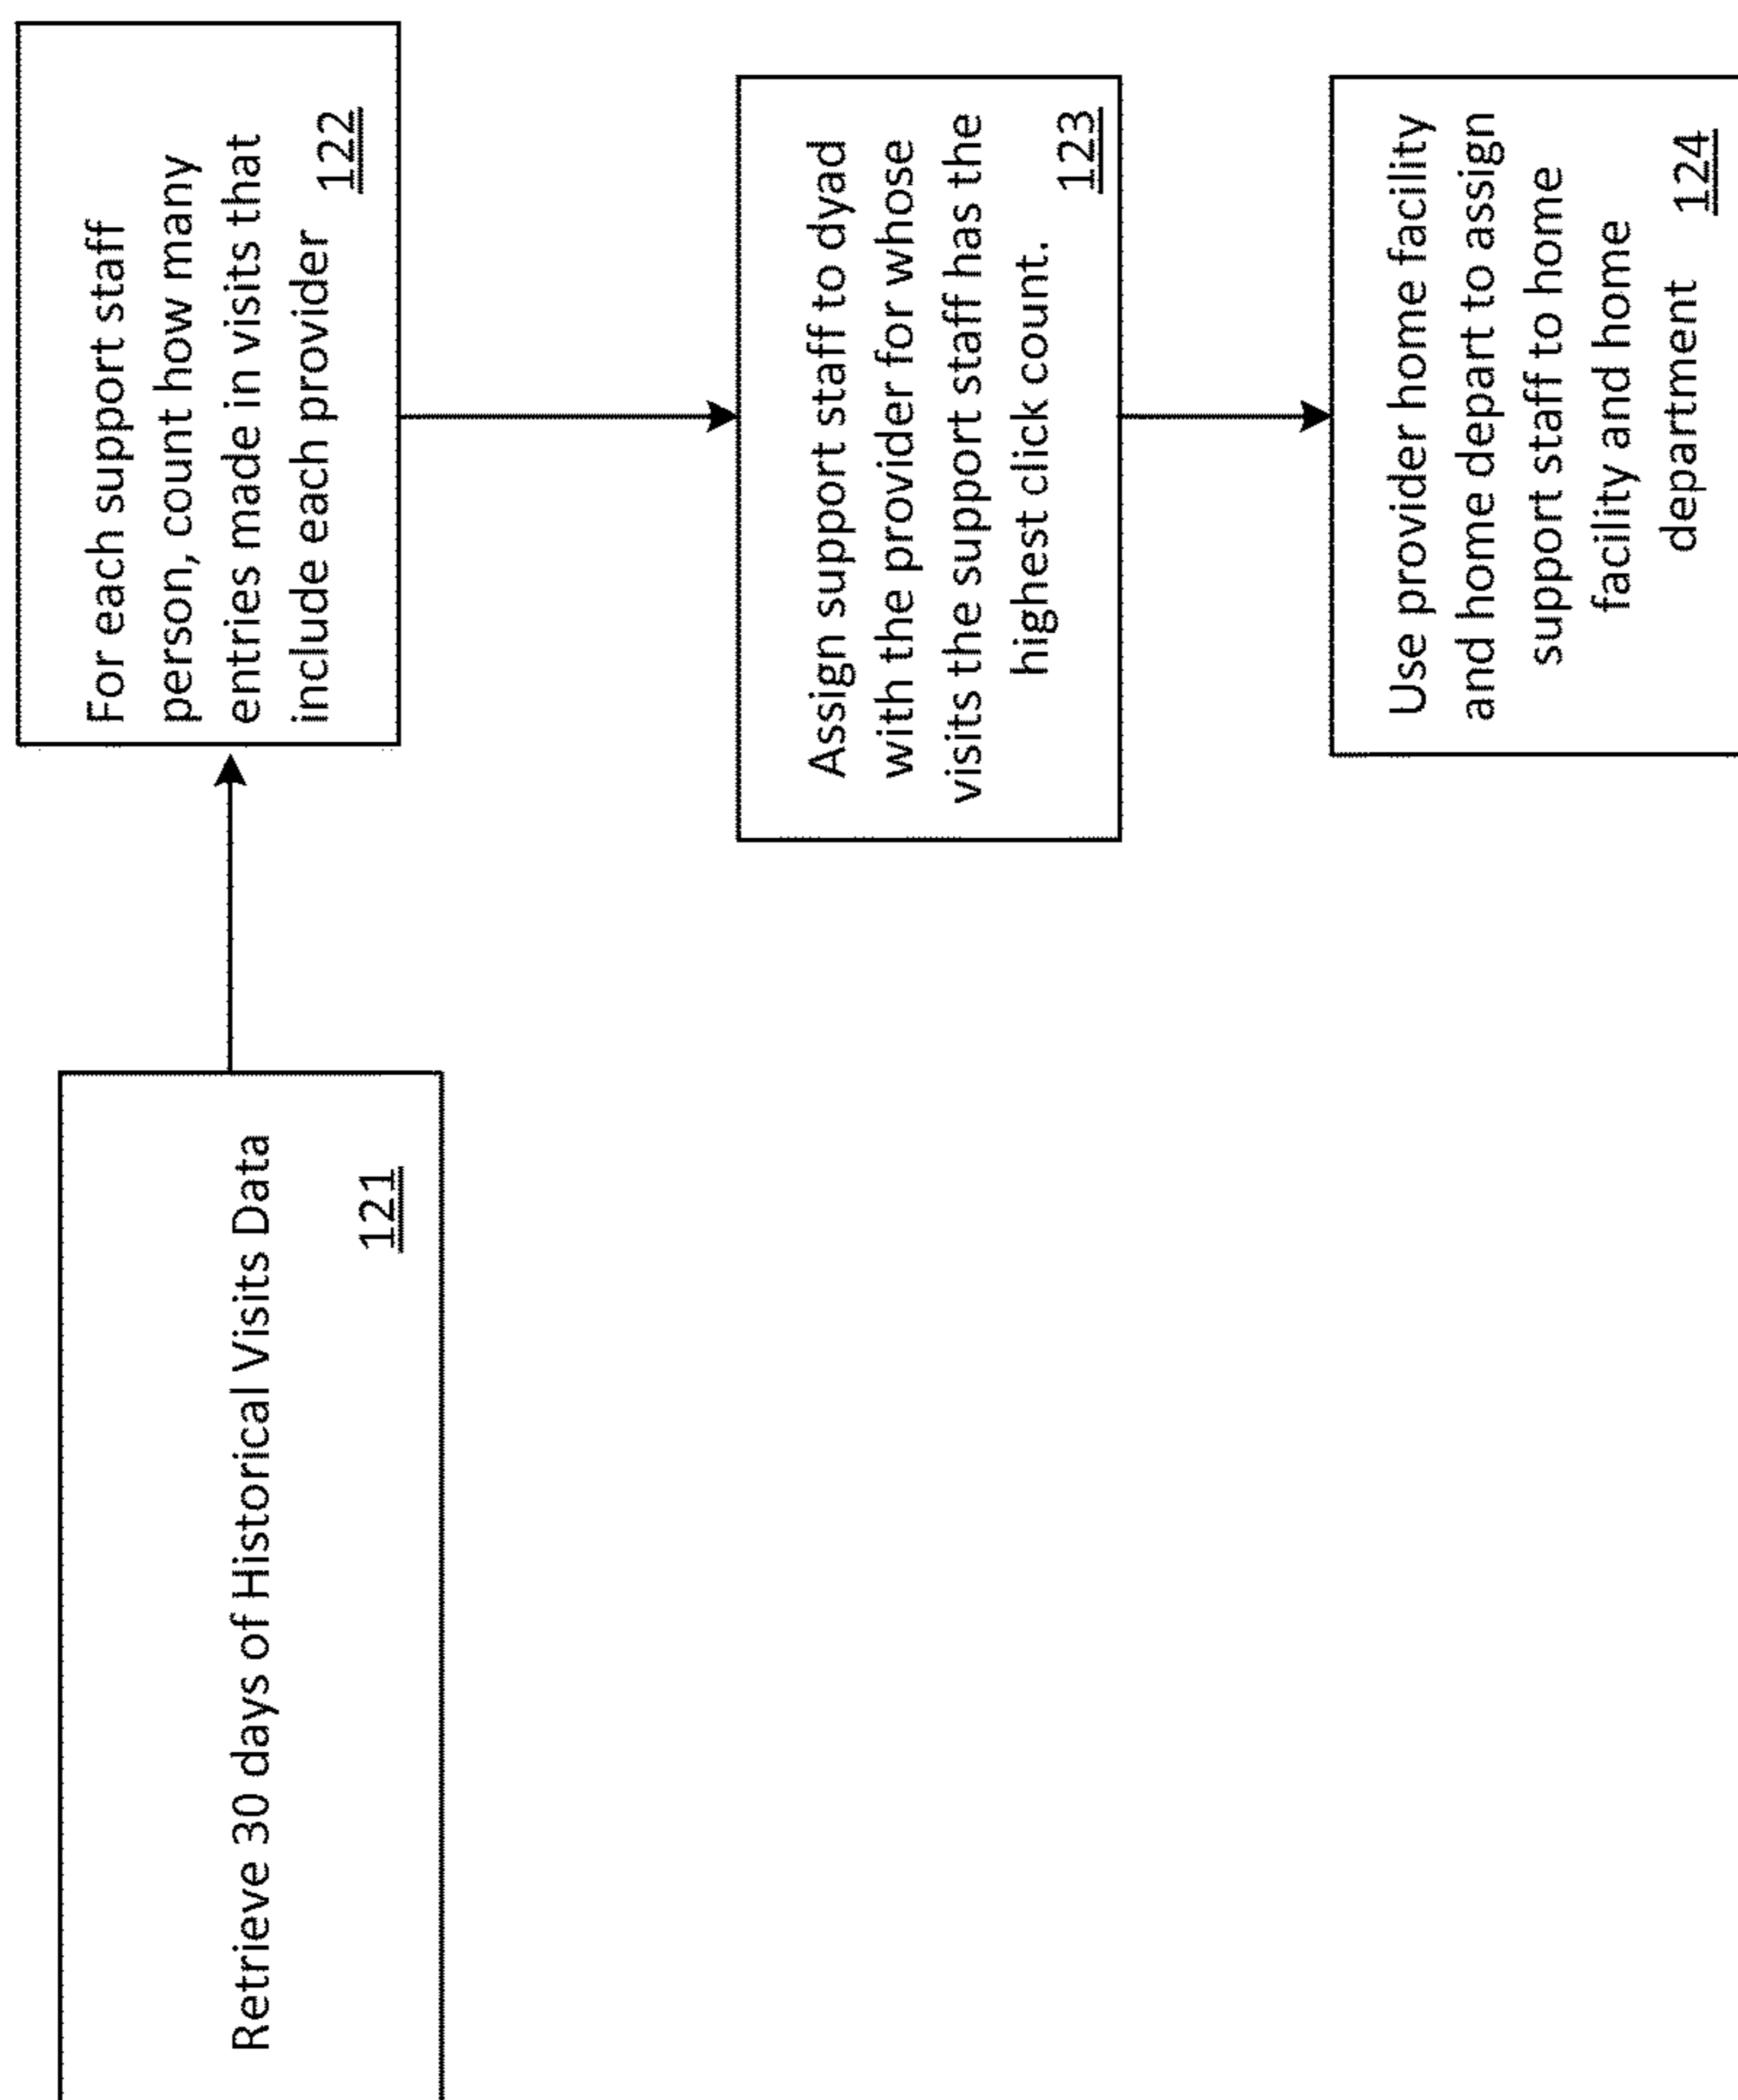 Retrieve 30 days of Historical Visits Data
121
For each support staff
person, count how many
entries made in visits that
include each provider
122
Assign support staff to dyad
with the provider for whose
visits the support staff has the
highest click count.
123
Use provider home facility
and home depart to assign
support staff to home
facility and home
department
124